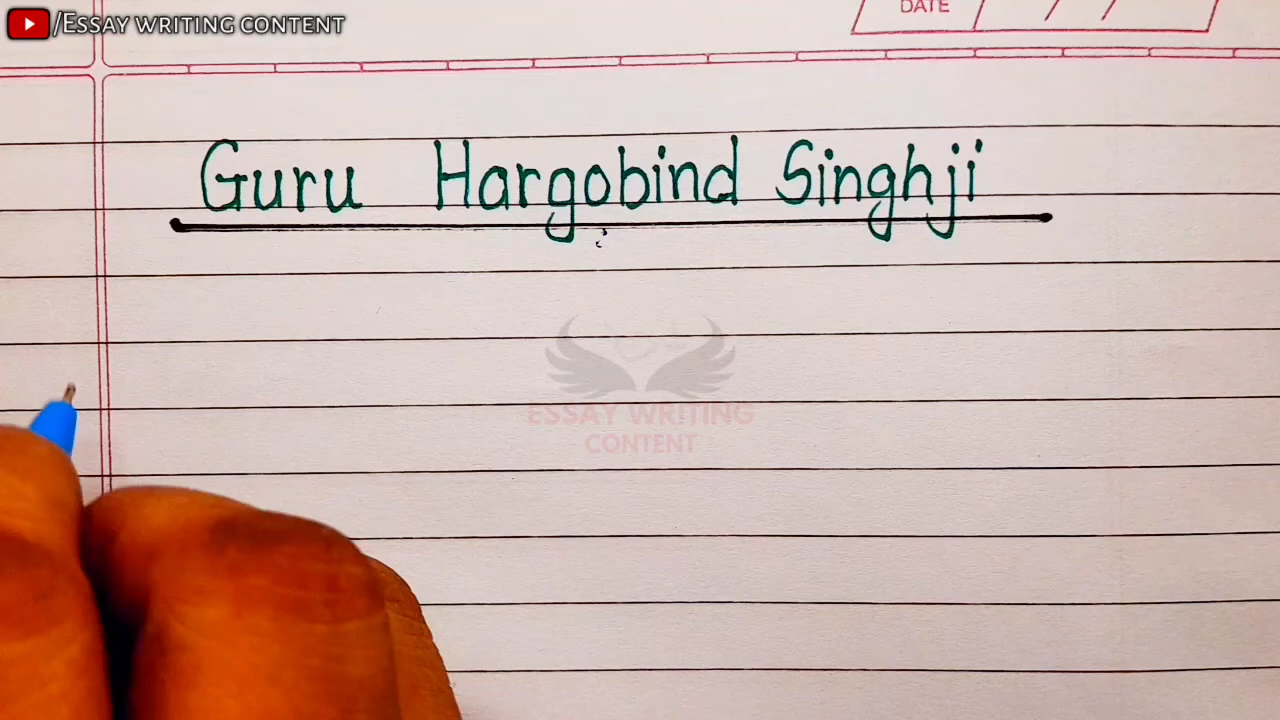 /Essay writing content
DATE / /
Guru Hargobind Singhji
ESSAY WRITING
CONTENT